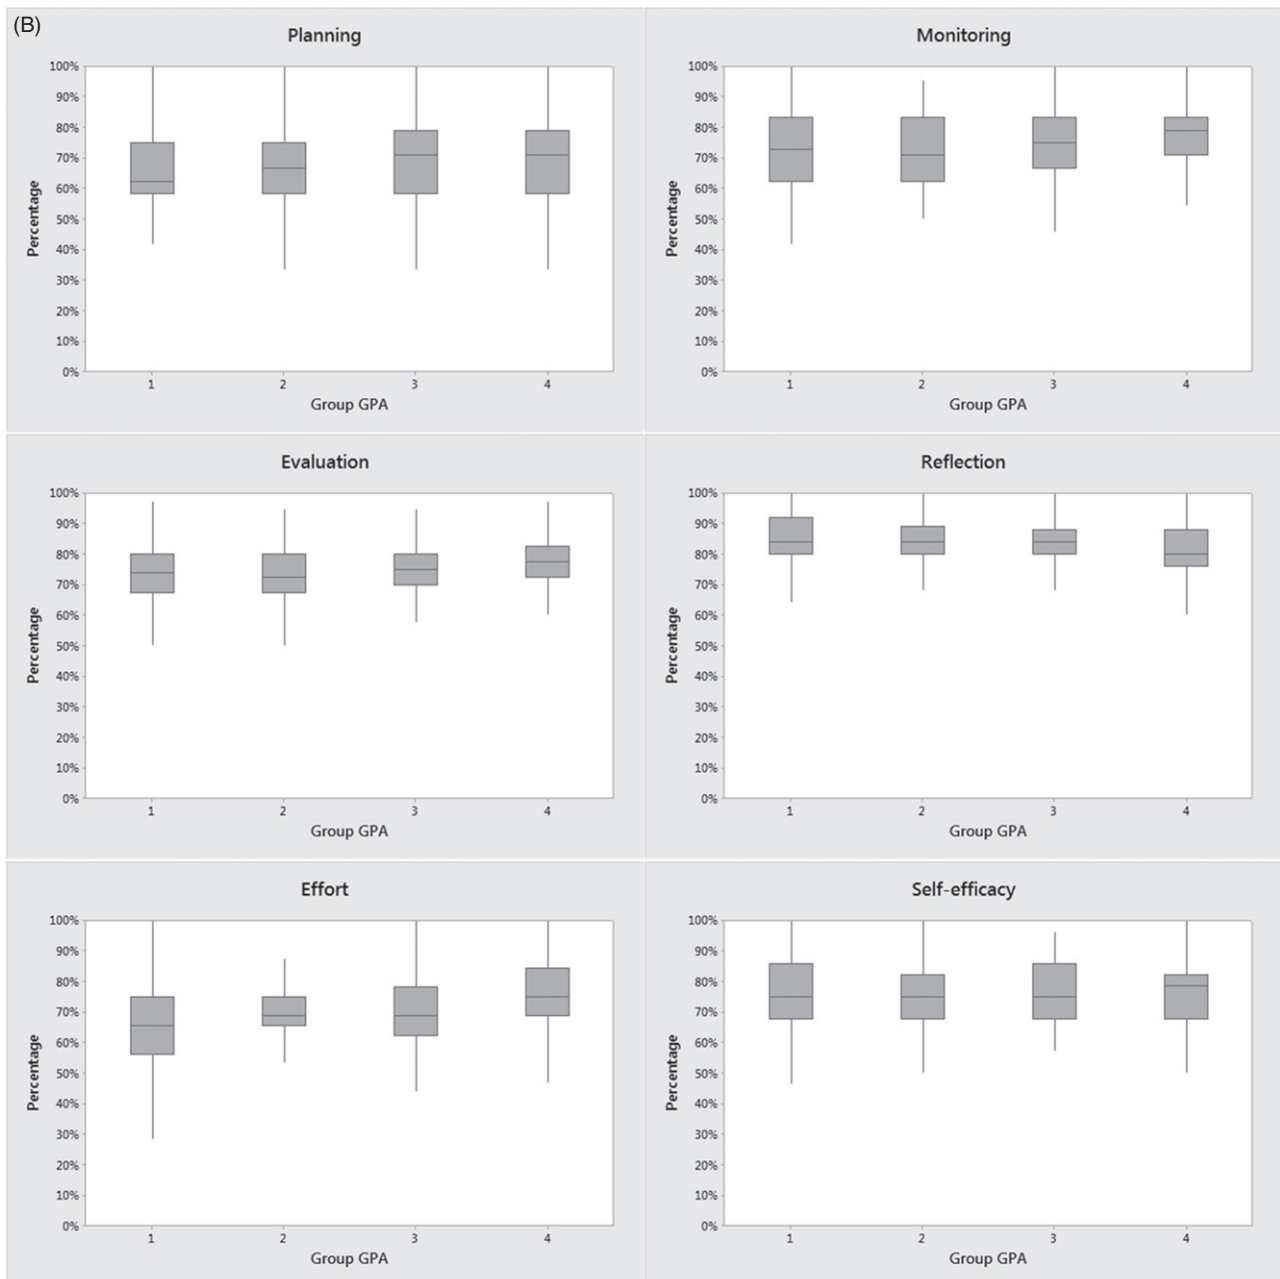 (B)
Planning
100%
90%
80%
70%
60%
50%
40%
30%
20%
10%
0%
Percentage
1 2 3 4
Group GPA
Monitoring
100%
90%
80%
70%
60%
50%
40%
30%
20%
10%
0%
Percentage
1 2 3 4
Group GPA
Evaluation
100%
90%
80%
70%
60%
50%
40%
30%
20%
10%
0%
Percentage
1 2 3 4
Group GPA
Reflection
100%
90%
80%
70%
60%
50%
40%
30%
20%
10%
0%
Percentage
1 2 3 4
Group GPA
Effort
100%
90%
80%
70%
60%
50%
40%
30%
20%
10%
0%
Percentage
1 2 3 4
Group GPA
Self-efficacy
100%
90%
80%
70%
60%
50%
40%
30%
20%
10%
0%
Percentage
1 2 3 4
Group GPA